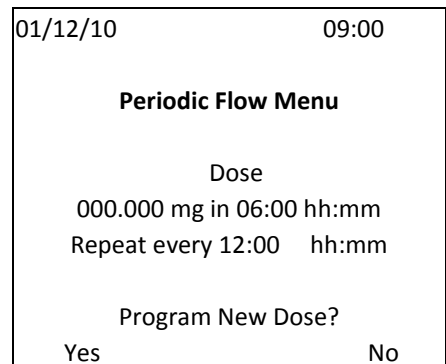 01/12/10 09:00
Periodic Flow Menu
Dose
000.000 mg in 06:00 hh:mm
Repeat every 12:00 hh:mm
Program New Dose?
Yes No